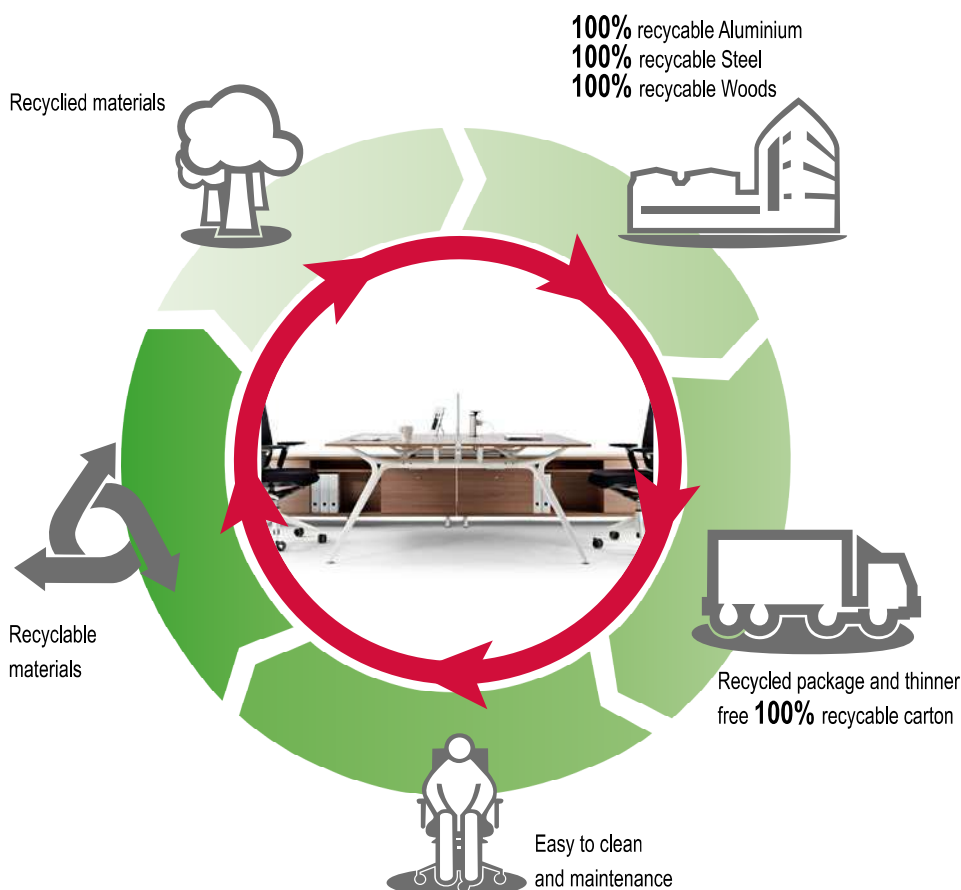 100% recycable Aluminium
100% recycable Steel
100% recycable Woods
Recyclied materials
Recycled package and thinner
free 100% recycable carton
Easy to clean
and maintenance
Recyclable
materials